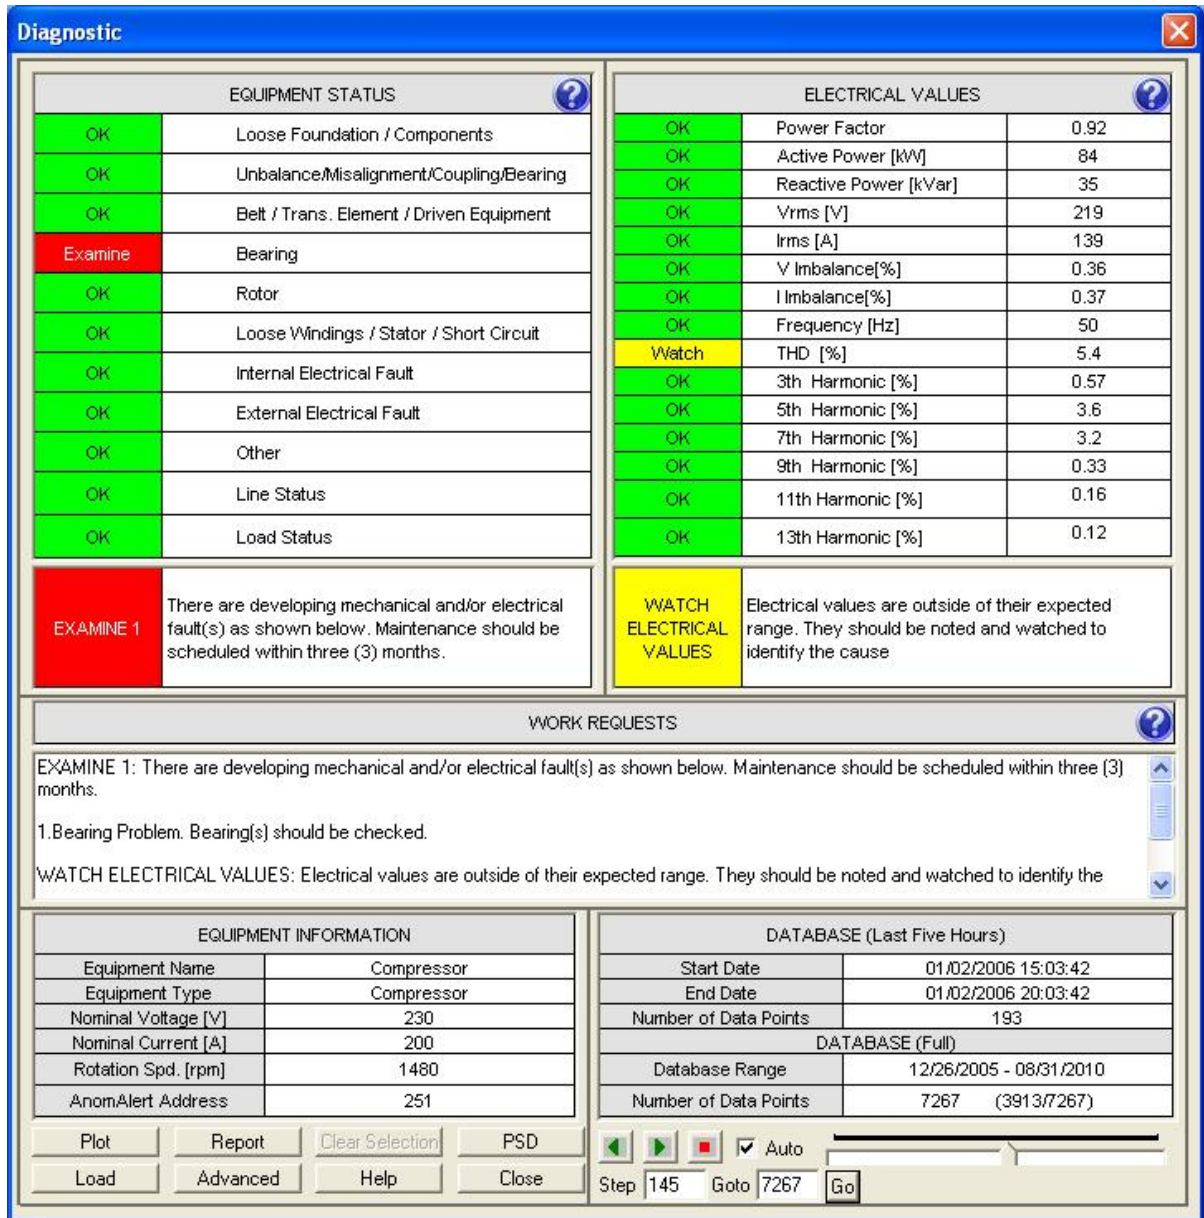 Diagnostic
EQUIPMENT STATUS ?
OK Loose Foundation / Components
OK Unbalance/Misalignment/Coupling/Bearing
OK Belt / Trans. Element / Driven Equipment
Examine Bearing
OK Rotor
OK Loose Windings / Stator / Short Circuit
OK Internal Electrical Fault
OK External Electrical Fault
OK Other
OK Line Status
OK Load Status
EXAMINE 1
There are developing mechanical and/or electrical
fault(s) as shown below. Maintenance should be
scheduled within three (3) months.
ELECTRICAL VALUES ?
OK Power Factor 0.92
OK Active Power [kW] 84
OK Reactive Power [kVar] 35
OK Vrms [V] 219
OK Irms [A] 139
OK V Imbalance[%] 0.36
OK I Imbalance[%] 0.37
OK Frequency [Hz] 50
Watch THD [%] 5.4
OK 3th Harmonic [%] 0.57
OK 5th Harmonic [%] 3.6
OK 7th Harmonic [%] 3.2
OK 9th Harmonic [%] 0.33
OK 11th Harmonic [%] 0.16
OK 13th Harmonic [%] 0.12
WATCH
ELECTRICAL
VALUES
Electrical values are outside of their expected
range. They should be noted and watched to
identify the cause
WORK REQUESTS ?
EXAMINE 1: There are developing mechanical and/or electrical fault(s) as shown below. Maintenance should be scheduled within three (3)
months.
1.Bearing Problem. Bearing(s) should be checked.
WATCH ELECTRICAL VALUES: Electrical values are outside of their expected range. They should be noted and watched to identify the
EQUIPMENT INFORMATION
Equipment Name Compressor
Equipment Type Compressor
Nominal Voltage [V] 230
Nominal Current [A] 200
Rotation Spd. [rpm] 1480
AnomAlert Address 251
Plot Report Clear Selection PSD
Load Advanced Help Close
DATABASE (Last Five Hours)
Start Date 01/02/2006 15:03:42
End Date 01/02/2006 20:03:42
Number of Data Points 193
DATABASE (Full)
Database Range 12/26/2005 - 08/31/2010
Number of Data Points 7267 (3913/7267)
Auto
Step 145 Goto 7267 Go